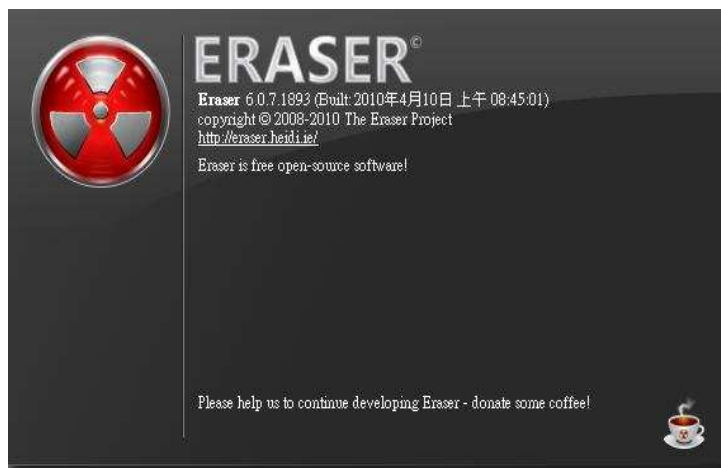 ERASER©
Eraser 6.0.7.1893 (Built: 2010年4月10日 上午 08:45:01)
copyright © 2008-2010 The Eraser Project
http://eraser.heidi.ie/
Eraser is free open-source software!
Please help us to continue developing Eraser - donate some coffee!